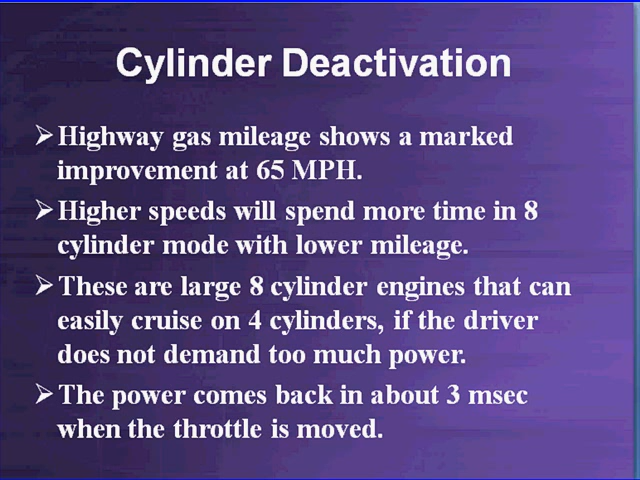 Cylinder Deactivation
➢Highway gas mileage shows a marked
improvement at 65 MPH.
➢Higher speeds will spend more time in 8
cylinder mode with lower mileage.
➢These are large 8 cylinder engines that can
easily cruise on 4 cylinders, if the driver
does not demand too much power.
➢The power comes back in about 3 msec
when the throttle is moved.